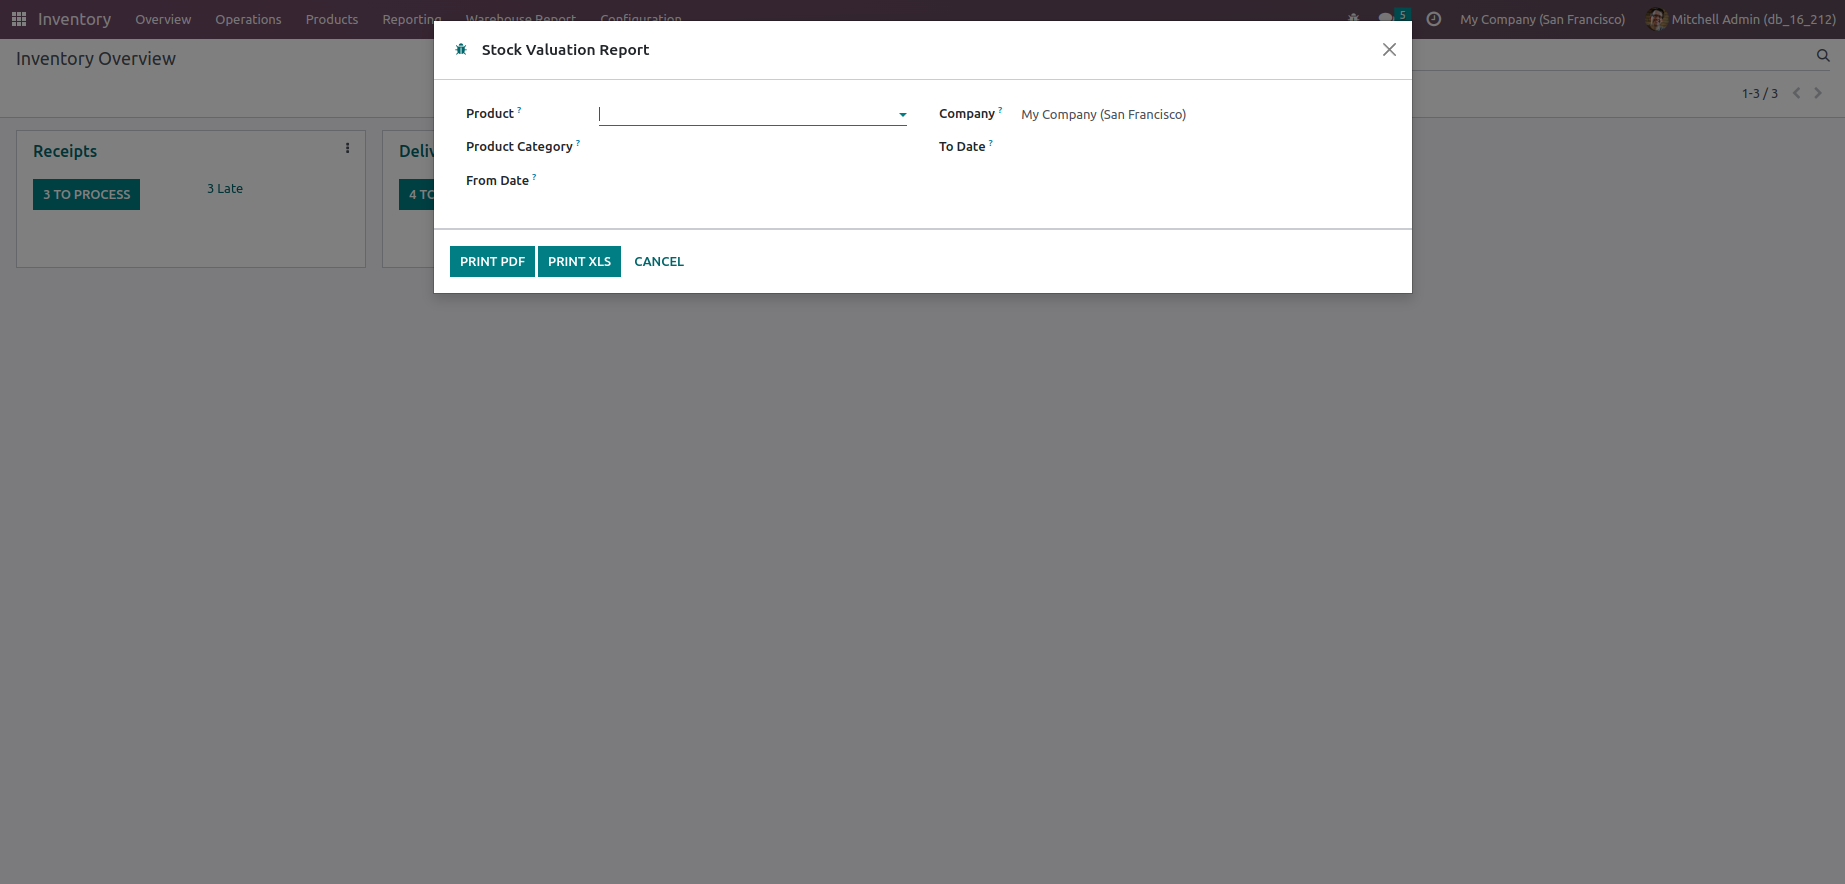 Inventory Overview Operations Products Reporting Warehouse Report Configuration 5 My Company (San Francisco) Mitchell Admin (db_16_212)
Stock Valuation Report
Inventory Overview
1-3 / 3
Product ?
Company ? My Company (San Francisco)
Product Category ?
To Date ?
From Date ?
Receipts
3 TO PROCESS 3 Late
Deliv
4 TO
PRINT PDF PRINT XLS CANCEL